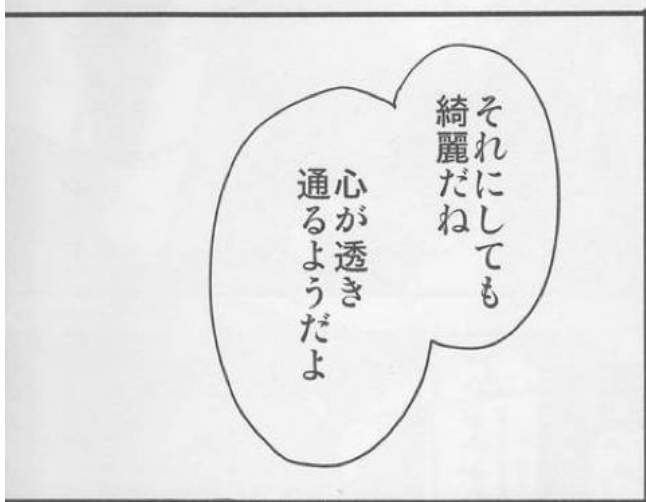 それにしても
綺麗だね
心が透き
通るようだよ